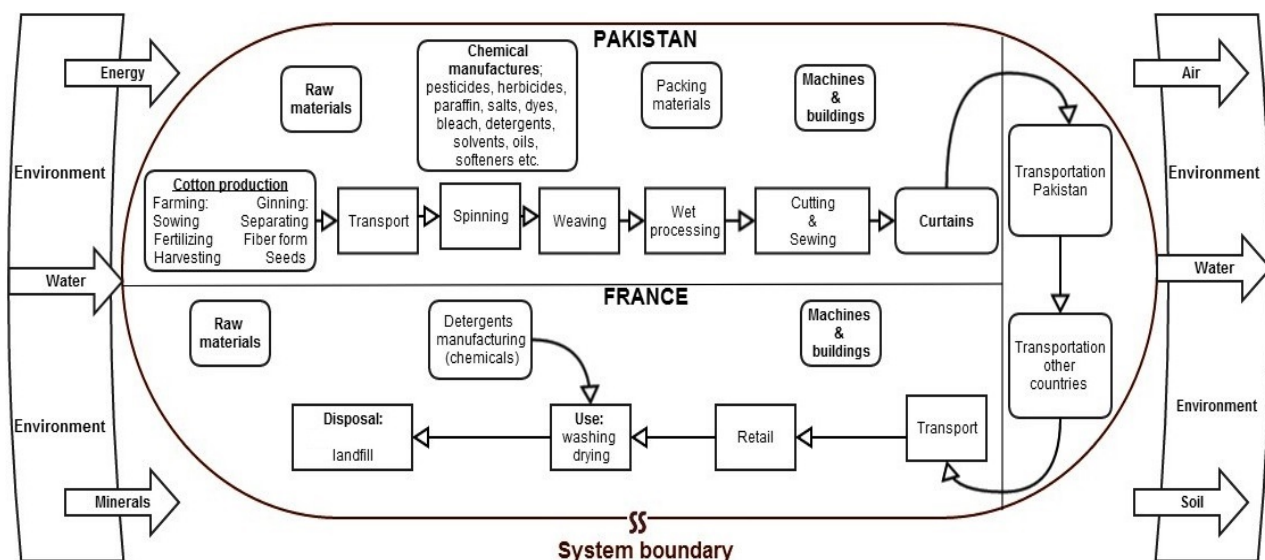 PAKISTAN
Energy
Environment
Water
Environment
Minerals
Raw
materials
Chemical
manufactures;
pesticides, herbicides,
paraffin, salts, dyes,
bleach, detergents,
solvents, oils,
softeners etc.
Packing
materials
Machines
&
buildings
Cotton production
Farming: Ginning:
Sowing Separating
Fertilizing Fiber form
Harvesting Seeds
Transport
Spinning
Weaving
Wet
processing
Cutting
&
Sewing
Curtains
Transportation
Pakistan
Transportation
other
countries
FRANCE
Raw
materials
Detergents
manufacturing
(chemicals)
Machines
&
buildings
Disposal:
landfill
Use:
washing
drying
Retail
Transport
Air
Environment
Water
Environment
Soil
SS
System boundary